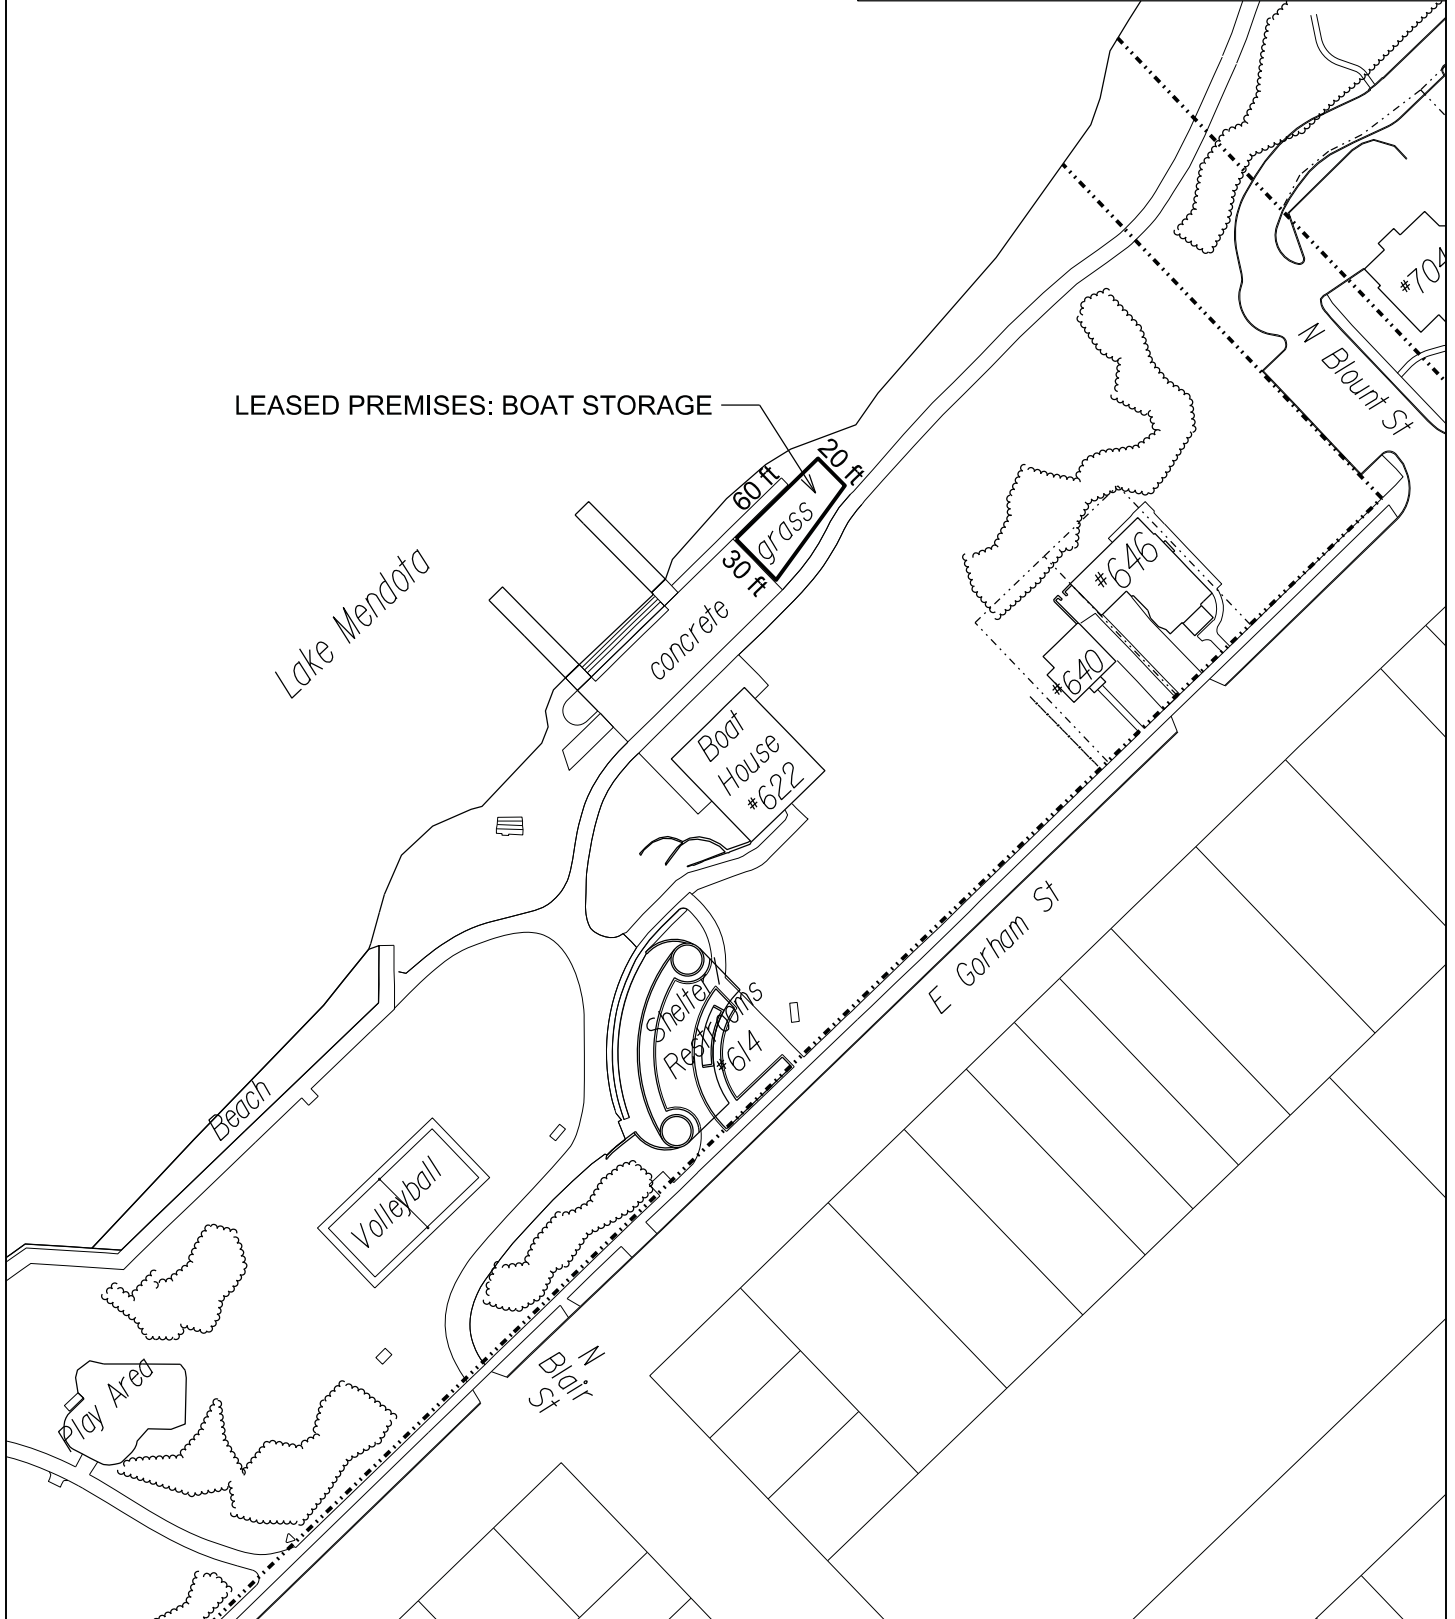 #704
N Blount St
LEASED PREMISES: BOAT STORAGE
20 ft
60 ft
grass
30 ft
Lake Mendota
concrete
#646
#640
Boat
House
#622
E Gorham St
Shelter /
Restrooms
#614
Beach
Volleyball
N
Blair
St
Play Area